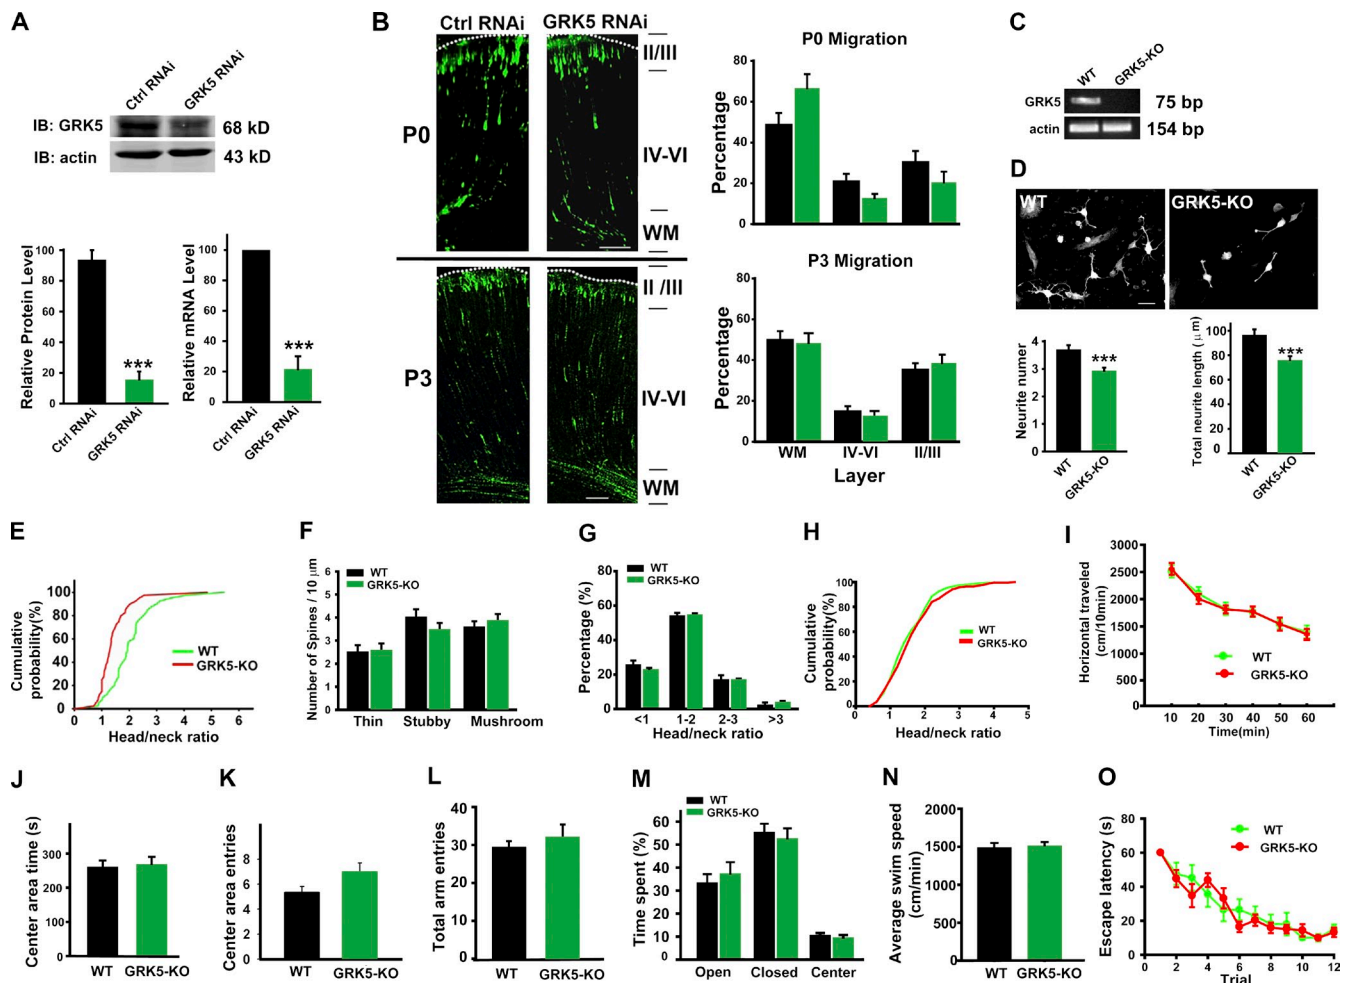 A
Ctrl RNAi
GRK5 RNAi
IB: GRK5
68 kD
IB: actin
43 kD
Relative Protein Level
100
80
60
40
20
0
***
Ctrl RNAi
GRK5 RNAi
Relative mRNA Level
100
80
60
40
20
0
***
Ctrl RNAi
GRK5 RNAi
B
Ctrl RNAi
GRK5 RNAi
P0
II/III
IV-VI
WM
P3
II /III
IV-VI
WM
P0 Migration
Percentage
80
60
40
20
0
P3 Migration
Percentage
80
60
40
20
0
WM
IV-VI
II/III
Layer
C
WT
GRK5-KO
GRK5
75 bp
actin
154 bp
D
WT
GRK5-KO
Neurite numer
4
3
2
1
0
***
WT
GRK5-KO
Total neurite length( μm)
100
80
60
40
20
0
***
WT
GRK5-KO
E
Cumulative
probability(%)
100
80
60
40
20
0
WT
GRK5-KO
0 1 2 3 4 5 6
Head/neck ratio
F
Number of Spines / 10 μm
6
5
4
3
2
1
0
WT
GRK5-KO
Thin
Stubby
Mushroom
G
Percentage (%)
80
60
40
20
0
WT
GRK5-KO
<1
1-2
2-3
>3
Head/neck ratio
H
Cumulative
probability(%)
100
80
60
40
20
0
WT
GRK5-KO
0 1 2 3 4 5
Head/neck ratio
I
Horizontal traveled
(cm/10min)
3000
2500
2000
1500
1000
500
0
WT
GRK5-KO
10 20 30 40 50 60
Time(min)
J
Center area time (s)
300
200
100
0
WT
GRK5-KO
K
Center area entries
8
6
4
2
0
WT
GRK5-KO
L
Total arm entries
40
30
20
10
0
WT
GRK5-KO
M
Time spent (%)
60
50
40
30
20
10
0
WT
GRK5-KO
Open
Closed
Center
N
Average swim speed
(cm/min)
2000
1500
1000
500
0
WT
GRK5-KO
O
Escape latency (s)
80
60
40
20
0
WT
GRK5-KO
2 4 6 8 10 12
Trial